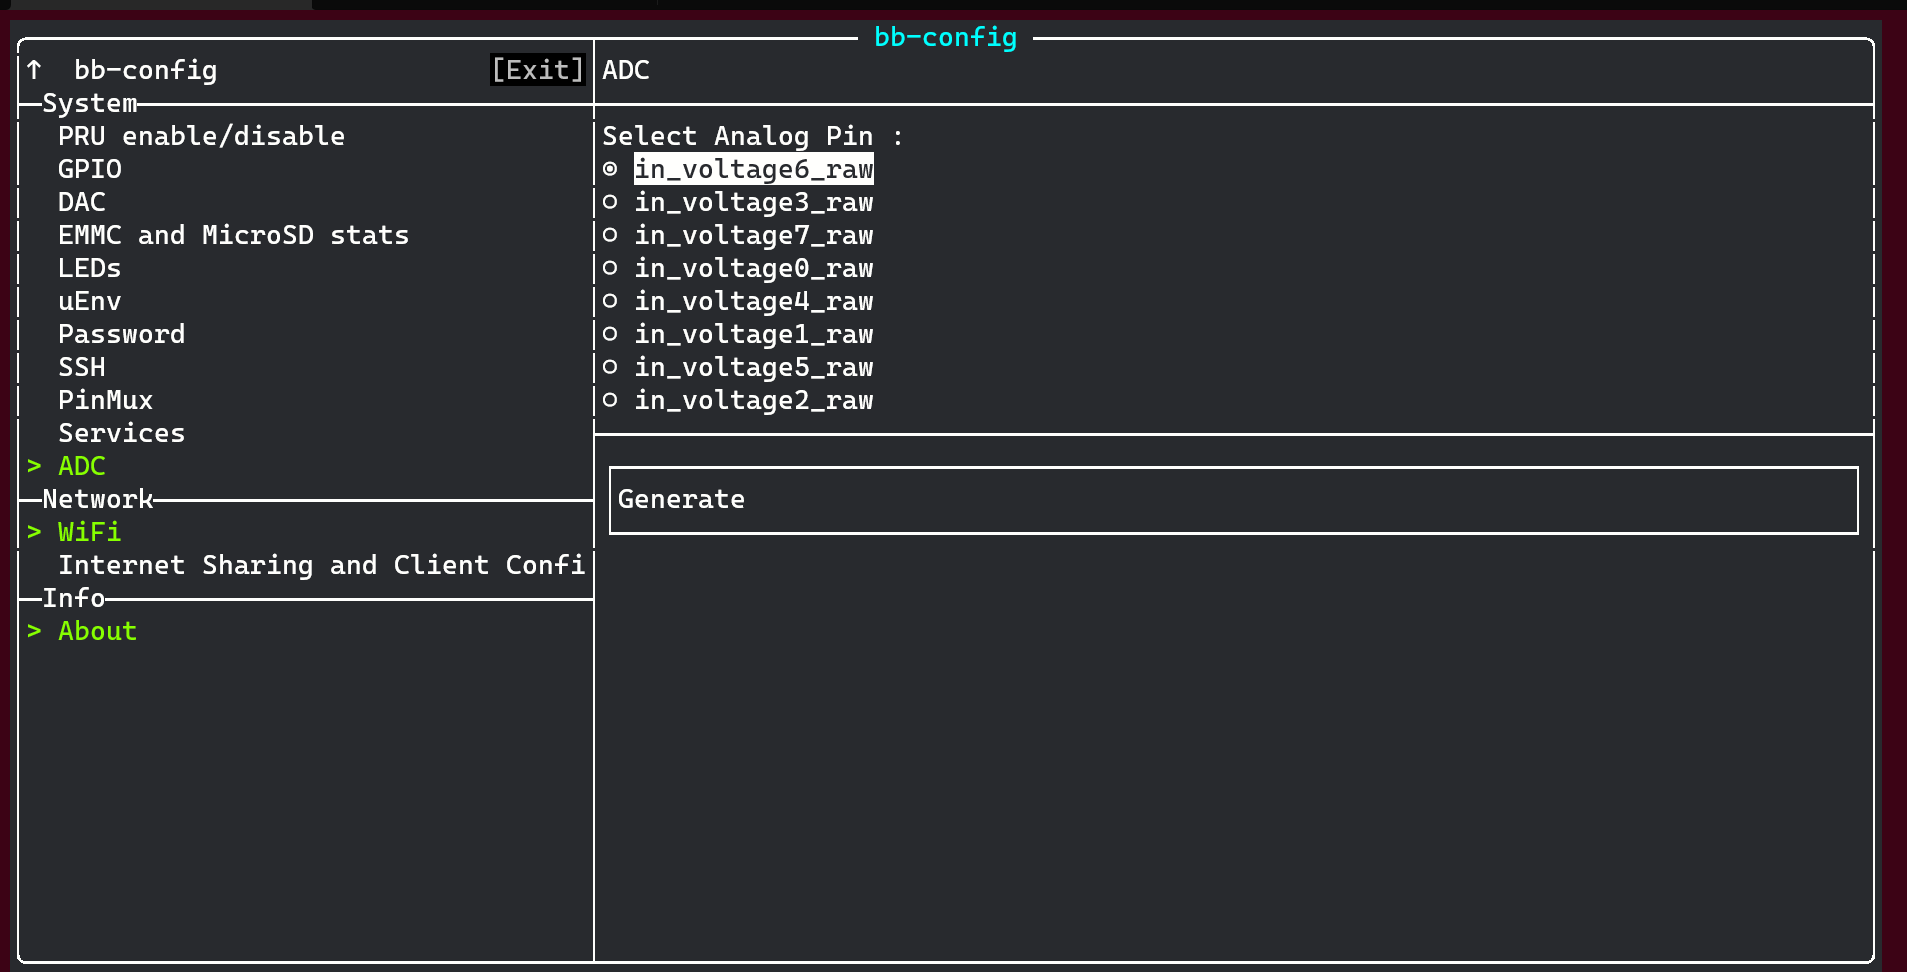 bb-config
↑ bb-config [Exit]
System
PRU enable/disable
GPIO
DAC
EMMC and MicroSD stats
LEDs
uEnv
Password
SSH
PinMux
Services
> ADC
Network
> WiFi
Internet Sharing and Client Confi
Info
> About
ADC
Select Analog Pin :
in_voltage6_raw
in_voltage3_raw
in_voltage7_raw
in_voltage0_raw
in_voltage4_raw
in_voltage1_raw
in_voltage5_raw
in_voltage2_raw
Generate